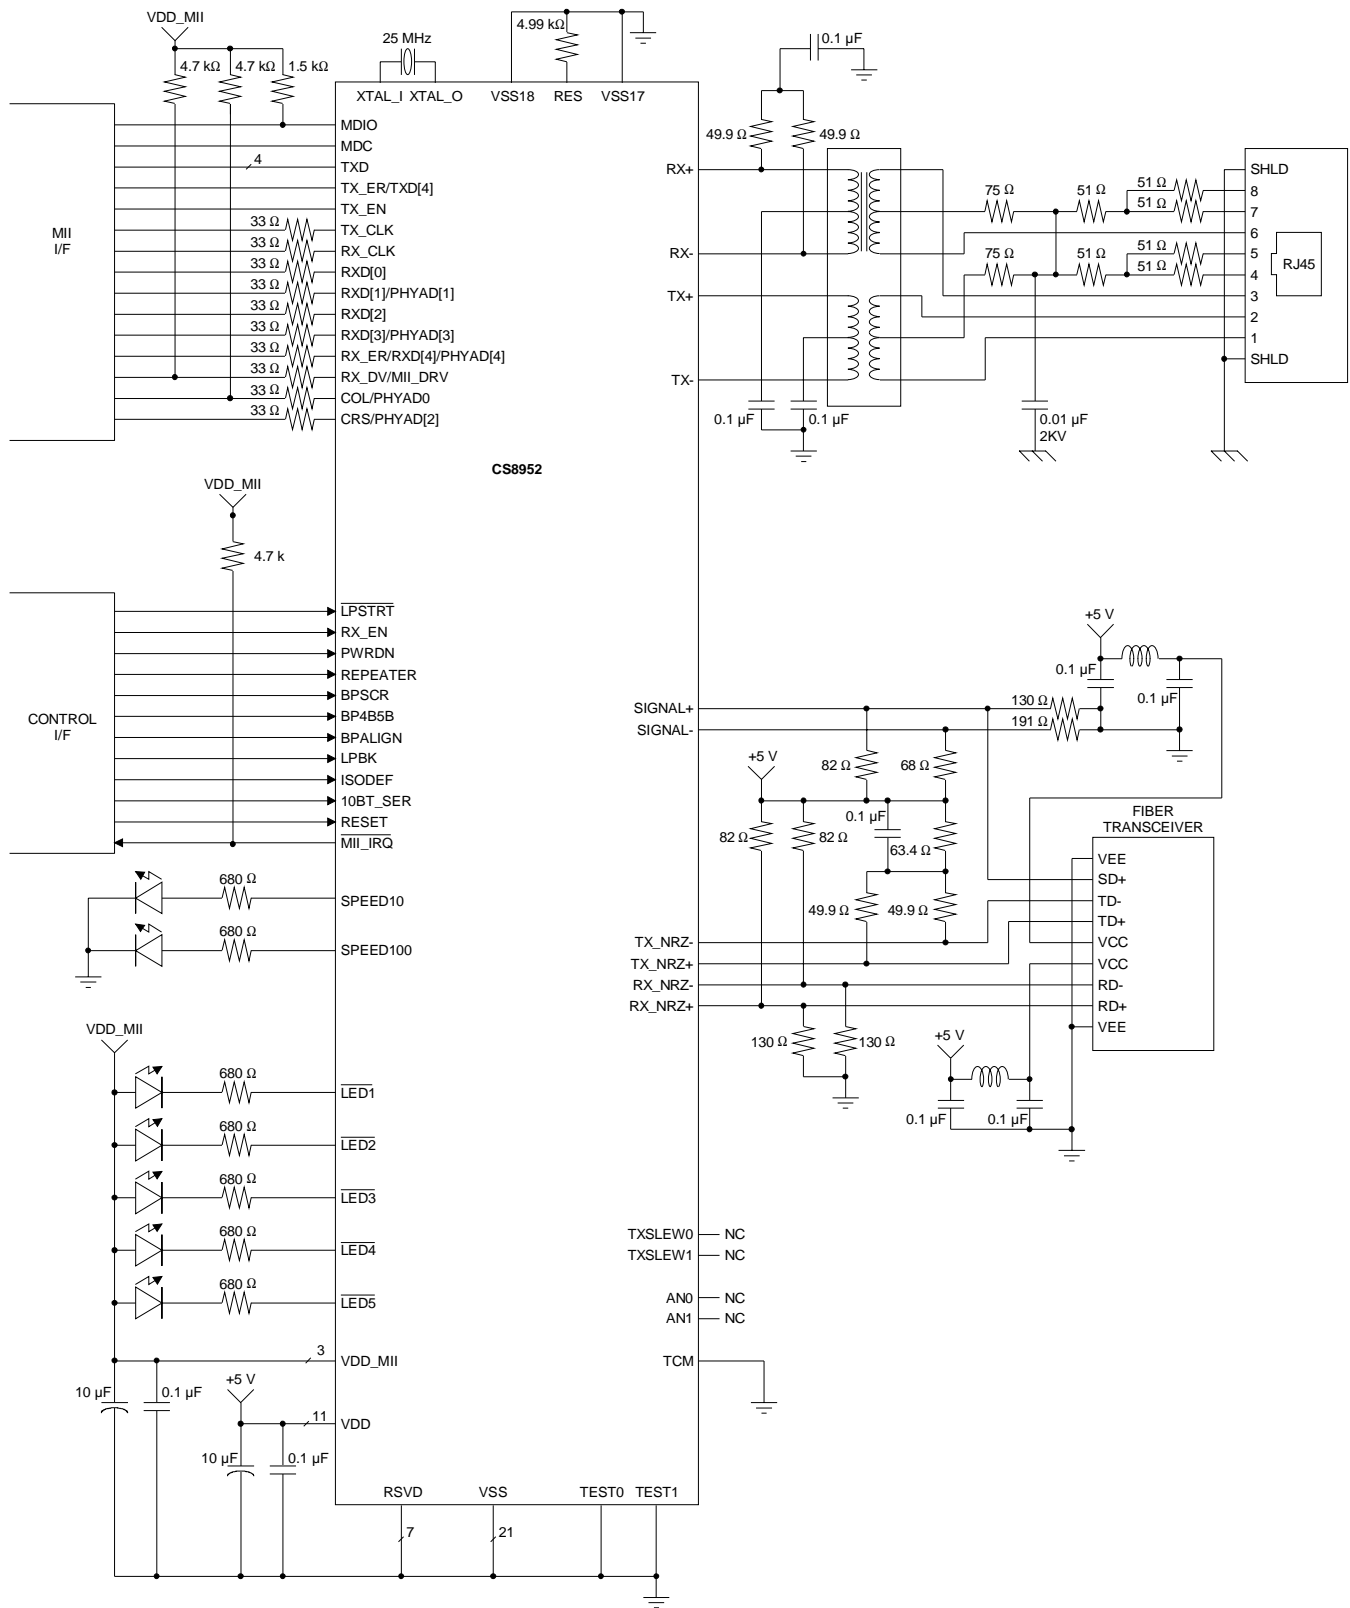 VDD_MII
4.7 kΩ
4.7 kΩ
1.5 kΩ
25 MHz
4.99 kΩ
0.1 µF
XTAL_I
XTAL_O
VSS18
RES
VSS17
MII
I/F
MDIO
MDC
4
TXD
TX_ER/TXD[4]
TX_EN
33 Ω
TX_CLK
33 Ω
RX_CLK
33 Ω
RXD[0]
33 Ω
RXD[1]/PHYAD[1]
33 Ω
RXD[2]
33 Ω
RXD[3]/PHYAD[3]
33 Ω
RX_ER/RXD[4]/PHYAD[4]
33 Ω
RX_DV/MII_DRV
33 Ω
COL/PHYAD0
33 Ω
CRS/PHYAD[2]
CS8952
49.9 Ω
49.9 Ω
RX+
RX-
TX+
TX-
0.1 µF
0.1 µF
75 Ω
51 Ω
51 Ω
51 Ω
75 Ω
51 Ω
51 Ω
51 Ω
0.01 µF
2KV
SHLD
8
7
6
5
4
3
2
1
SHLD
RJ45
VDD_MII
4.7 k
CONTROL
I/F
LPSTRT
RX_EN
PWRDN
REPEATER
BPSCR
BP4B5B
BPALIGN
LPBK
ISODEF
10BT_SER
RESET
MII_IRQ
680 Ω
SPEED10
680 Ω
SPEED100
+5 V
0.1 µF
0.1 µF
SIGNAL+
130 Ω
SIGNAL-
191 Ω
+5 V
82 Ω
68 Ω
82 Ω
82 Ω
0.1 µF
63.4 Ω
49.9 Ω
49.9 Ω
TX_NRZ-
TX_NRZ+
RX_NRZ-
RX_NRZ+
130 Ω
130 Ω
FIBER
TRANSCEIVER
VEE
SD+
TD-
TD+
VCC
VCC
RD-
RD+
VEE
+5 V
0.1 µF
0.1 µF
VDD_MII
680 Ω
LED1
680 Ω
LED2
680 Ω
LED3
680 Ω
LED4
680 Ω
LED5
TXSLEW0
NC
TXSLEW1
NC
AN0
NC
AN1
NC
TCM
3
VDD_MII
10 µF
0.1 µF
+5 V
11
VDD
10 µF
0.1 µF
RSVD
VSS
TEST0
TEST1
7
21